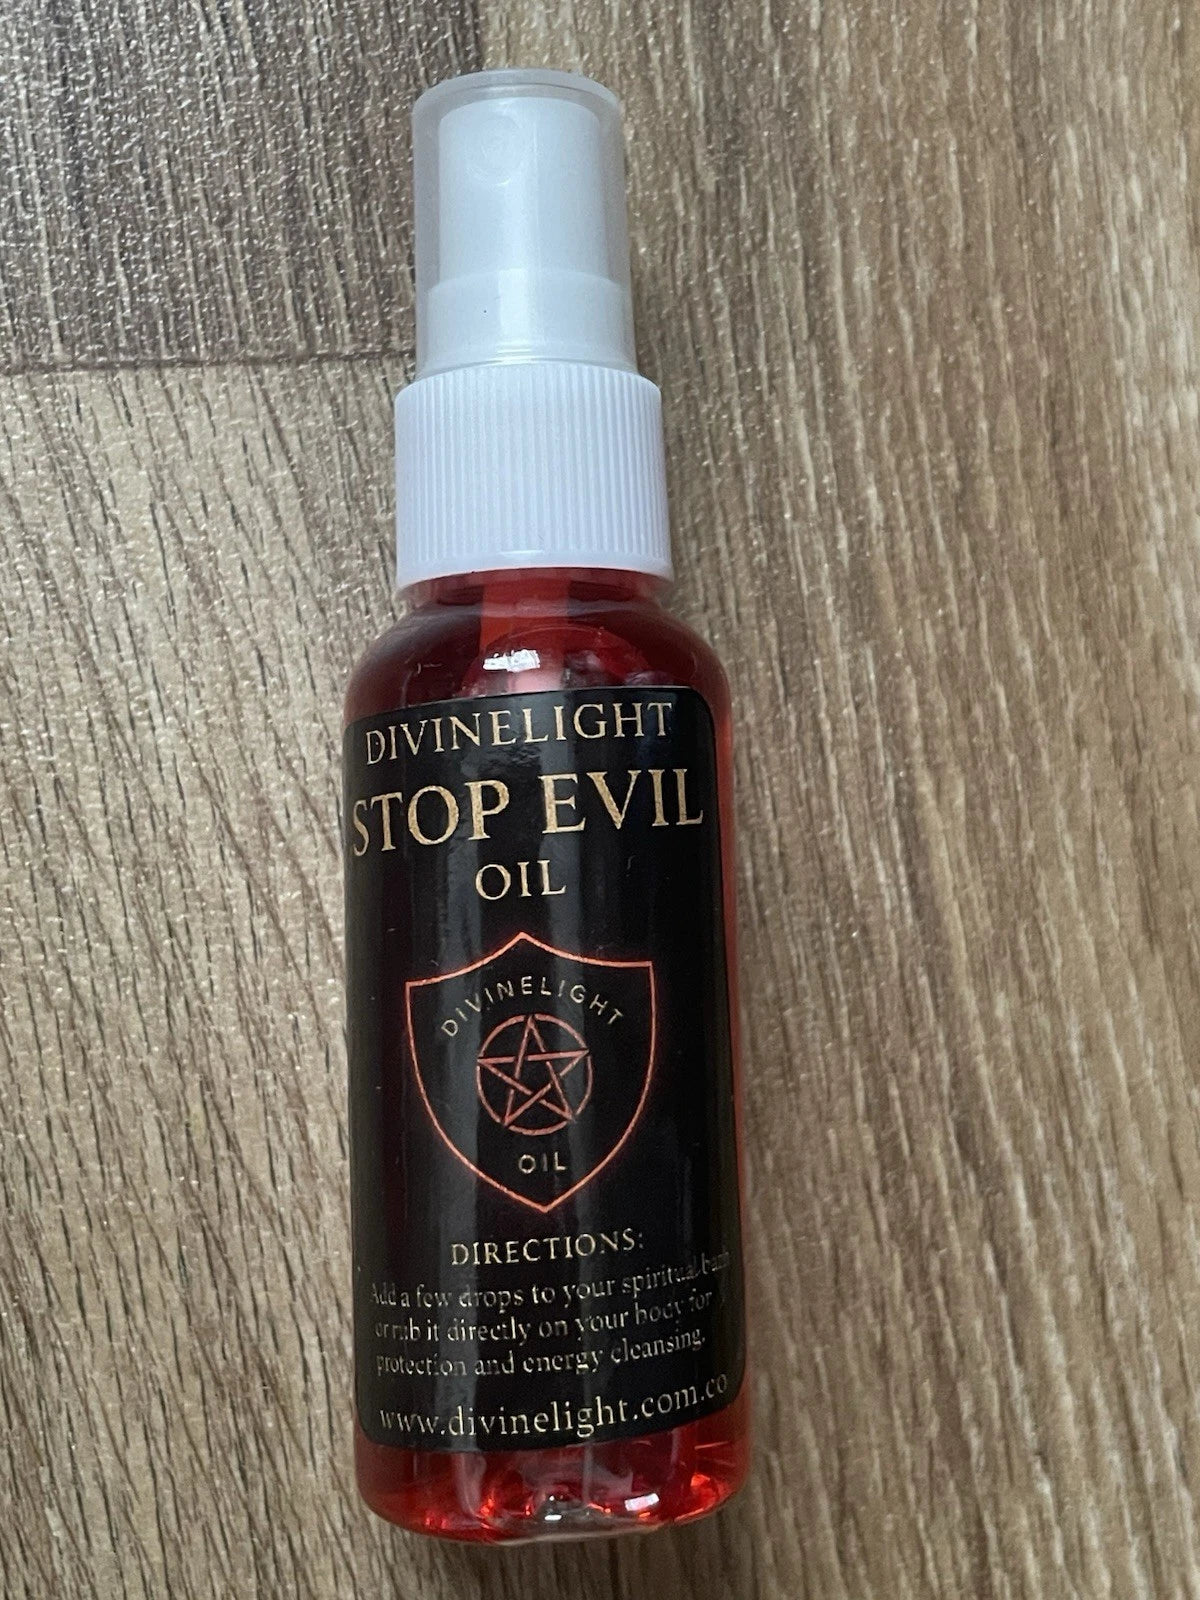 DIVINELIGHT
STOP EVIL
OIL
DIVINELIGHT
OIL
DIRECTIONS:
Add a few drops to your spiritual bath
or rub it directly on your body for
protection and energy cleansing.
www.divinelight.com.co